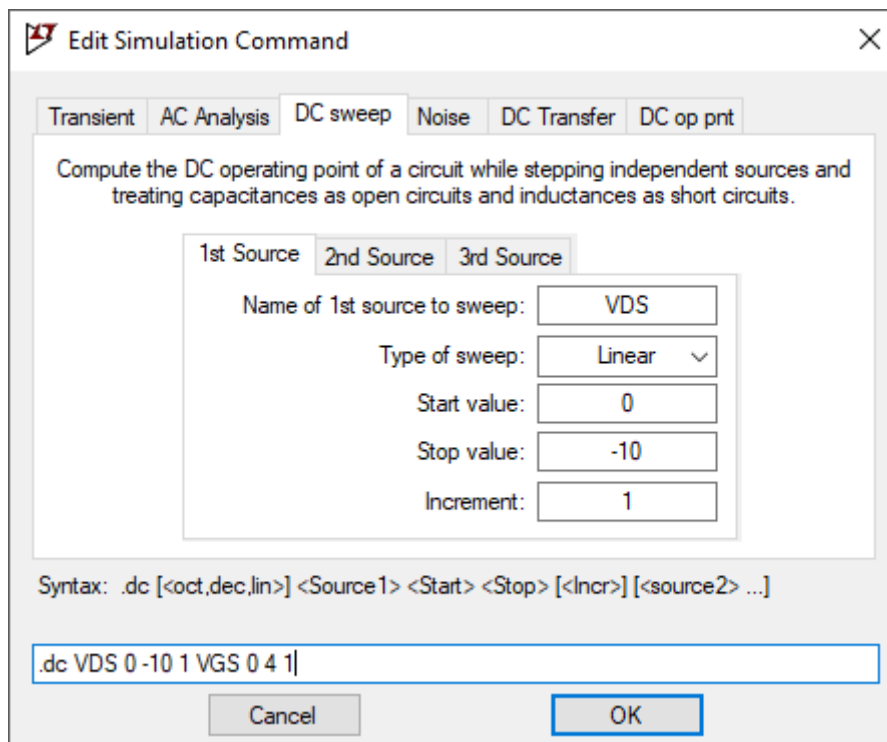 Edit Simulation Command
Transient AC Analysis DC sweep Noise DC Transfer DC op pnt
Compute the DC operating point of a circuit while stepping independent sources and
treating capacitances as open circuits and inductances as short circuits.
1st Source 2nd Source 3rd Source
Name of 1st source to sweep: VDS
Type of sweep: Linear
Start value: 0
Stop value: -10
Increment: 1
Syntax: .dc [<oct,dec,lin>] <Source1> <Start> <Stop> [<Incr>] [<source2> ...]
.dc VDS 0 -10 1 VGS 0 4 1
Cancel OK